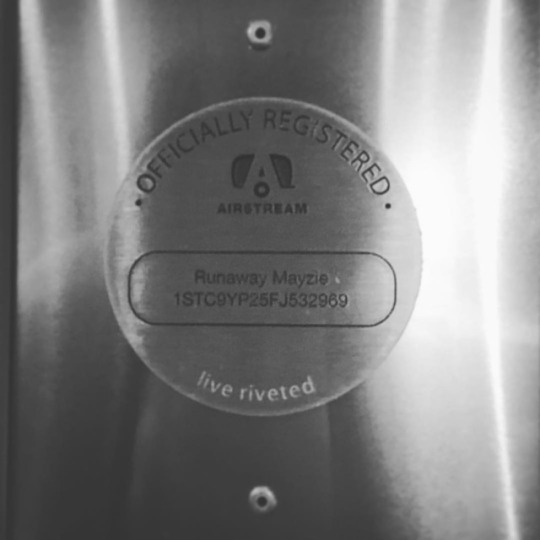 • OFFICIALLY REGISTERED •
AIRSTREAM
Runaway Mayzie
1STC9YP25FJ532969
live riveted